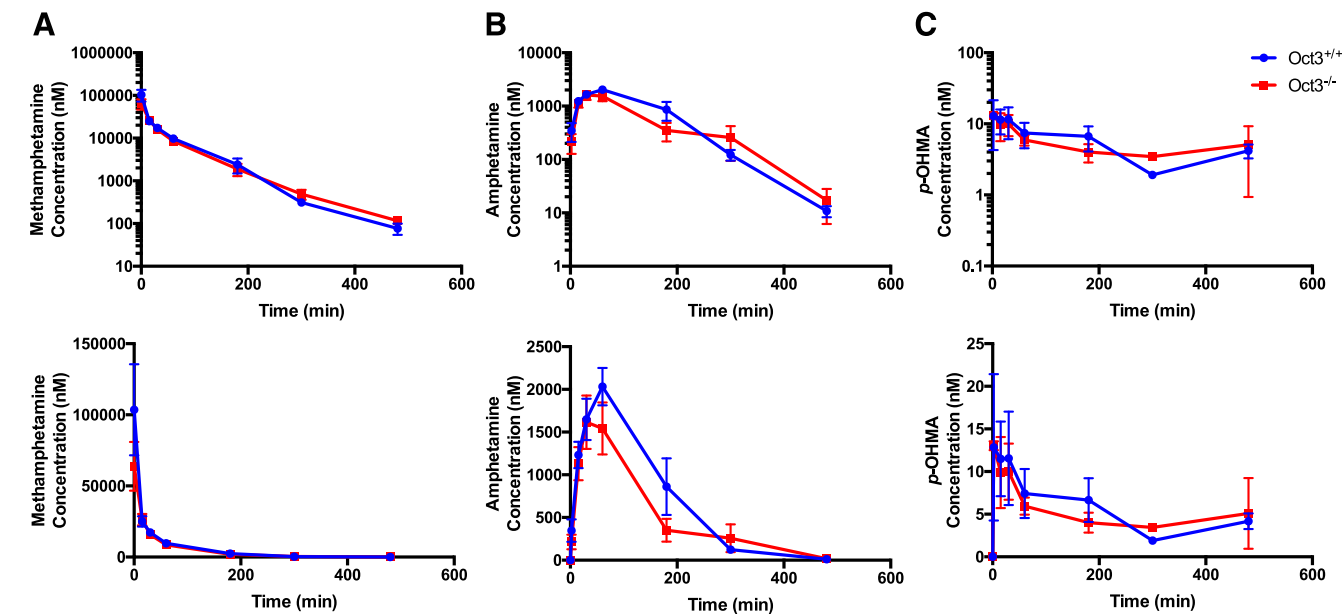 A
1000000
100000
10000
1000
100
10
0
200
400
600
Methamphetamine
Concentration (nM)
Time (min)
B
10000
1000
100
10
1
0
200
400
600
Amphetamine
Concentration (nM)
Time (min)
C
100
10
1
0.1
0
200
400
600
p-OHMA
Concentration (nM)
Time (min)
Oct3+/+
Oct3-/-
150000
100000
50000
0
0
200
400
600
Methamphetamine
Concentration (nM)
Time (min)
2500
2000
1500
1000
500
0
0
200
400
600
Amphetamine
Concentration (nM)
Time (min)
25
20
15
10
5
0
0
200
400
600
p-OHMA
Concentration (nM)
Time (min)